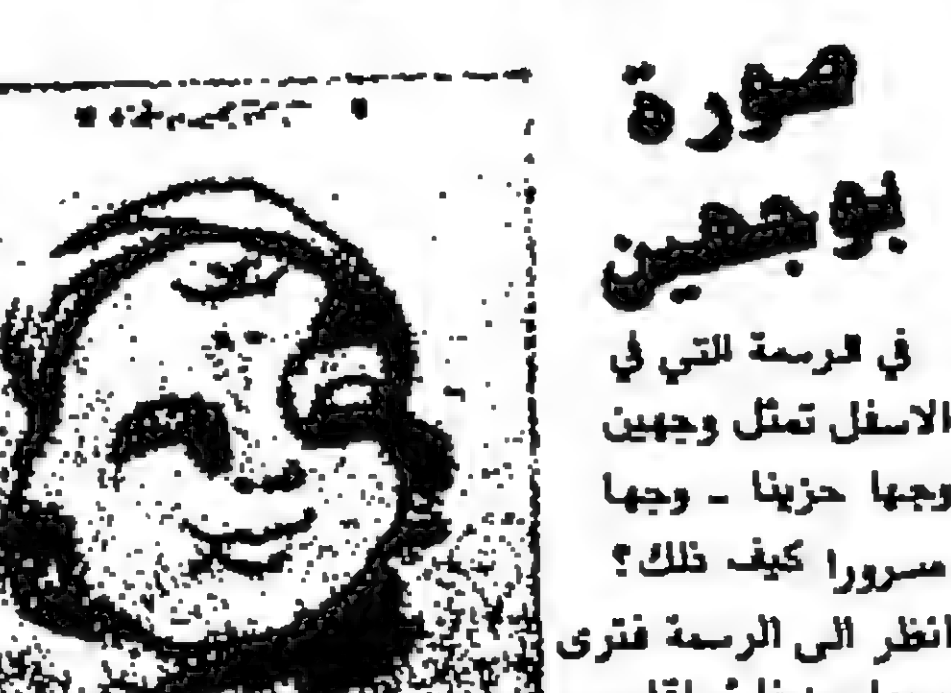 صورة
بوجهين
في الرسمة التي في
الاسفل تمثل وجهين
وجها حزينا - وجها
مسرورا كيف ذلك؟
انظر الى الرسمة فترى